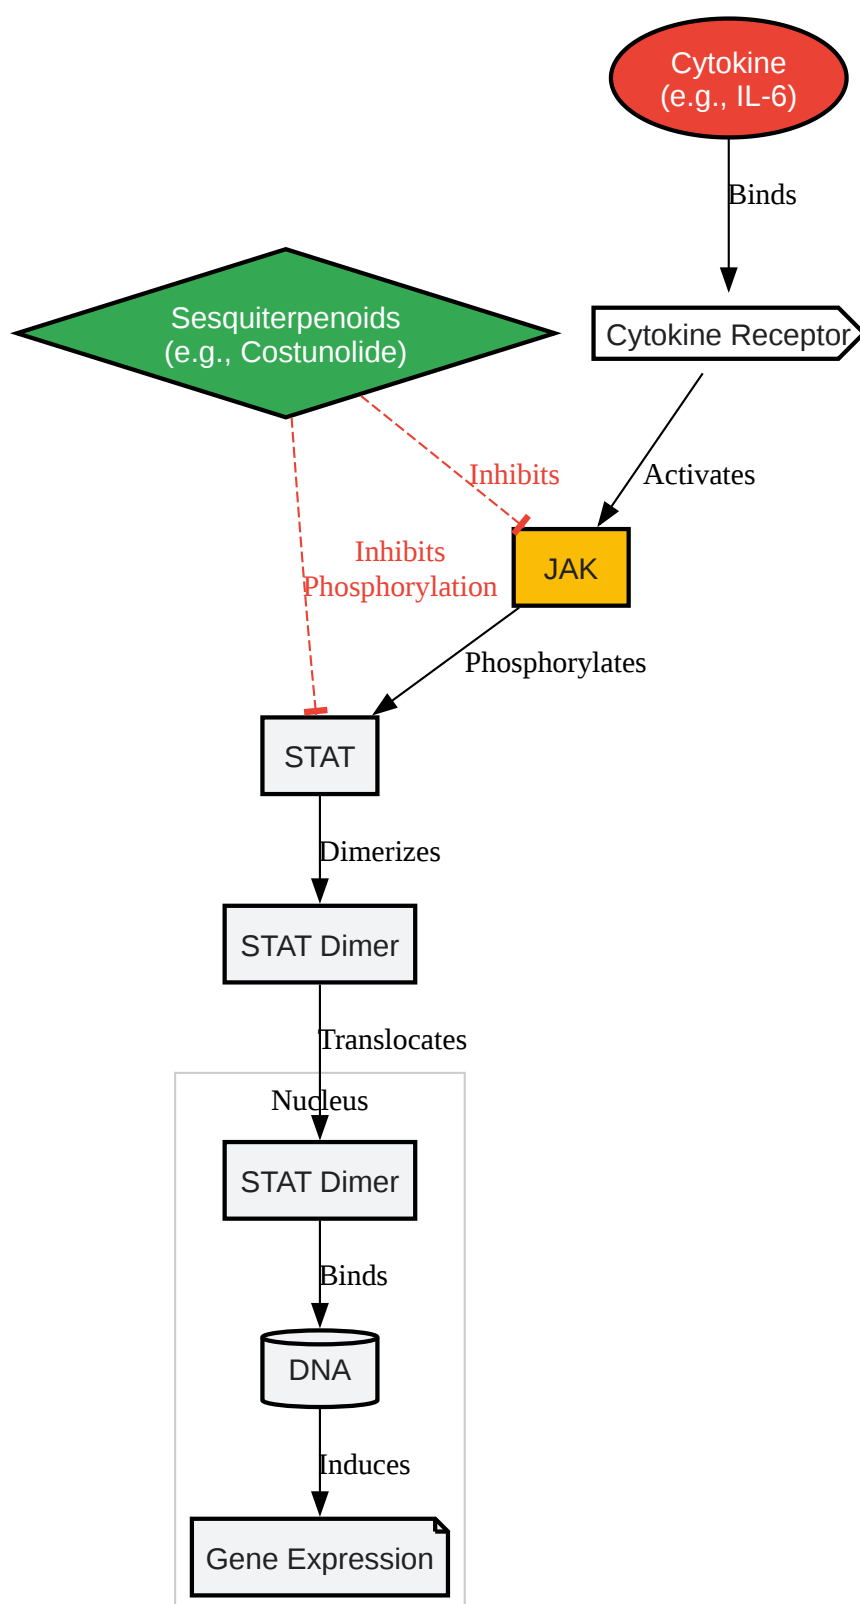 Cytokine
(e.g., IL-6)
Binds
Sesquiterpenoids
(e.g., Costunolide)
Cytokine Receptor
Inhibits
Activates
Inhibits
Phosphorylation
JAK
Phosphorylates
STAT
Dimerizes
STAT Dimer
Translocates
Nucleus
STAT Dimer
Binds
DNA
Induces
Gene Expression